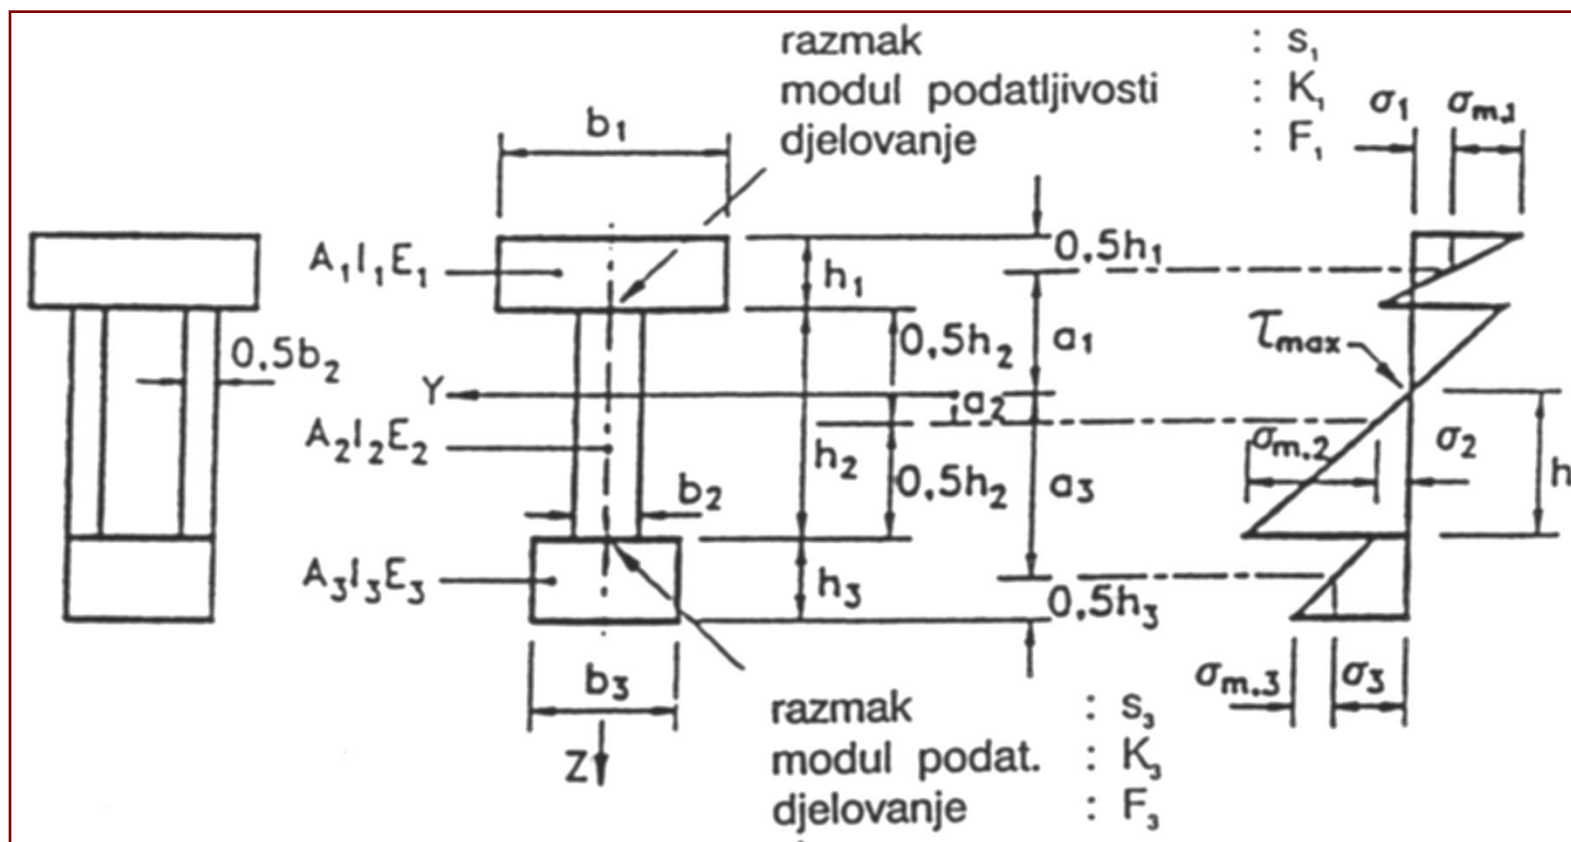 razmak : s₁
modul podatljivosti : K₁
djelovanje : F₁
b₁
σ₁ σm.1
A₁I₁E₁
h₁
0.5h₁
0.5b₂
0.5h₂
a₁
τmax
Y
a₂
A₂I₂E₂
h₂
σm.2
σ₂
h
b₂
0.5h₂
a₃
A₃I₃E₃
h₃
0.5h₃
b₃
σm.3 σ₃
Z
razmak : s₃
modul podat. : K₃
djelovanje : F₃